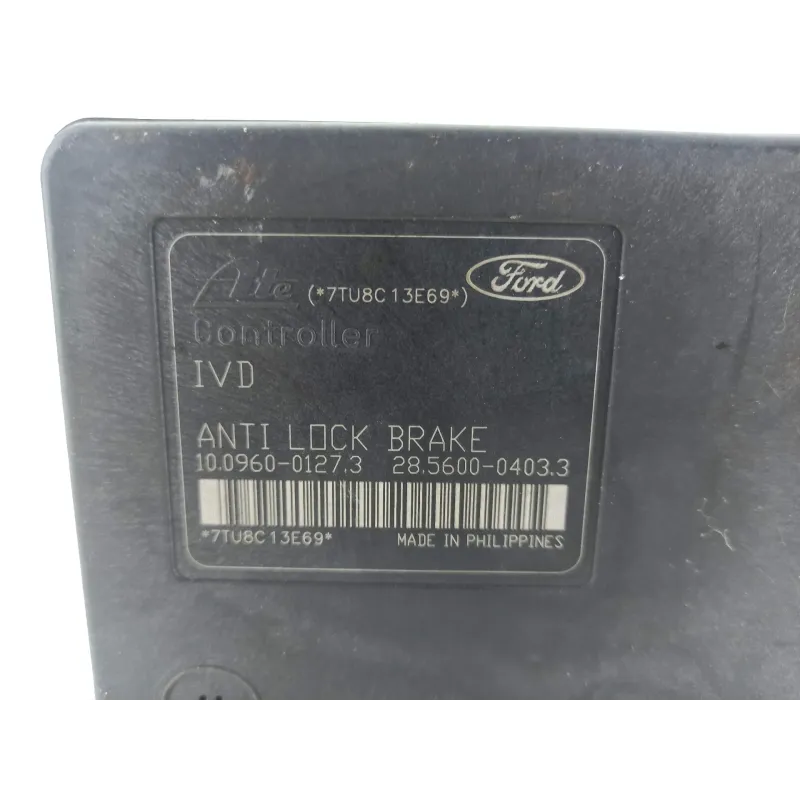 Ate (*7TU8C13E69*) Ford
Controller
IVD
ANTI LOCK BRAKE
10.0960-0127.3 28.5600-0403.3
*7TU8C13E69* MADE IN PHILIPPINES